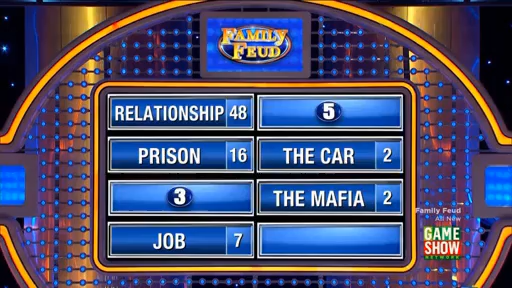 FAMILY
FEUD
RELATIONSHIP 48
5
PRISON 16
THE CAR 2
3
THE MAFIA 2
JOB 7
Family Feud
All New
GAME
SHOW
NETWORK